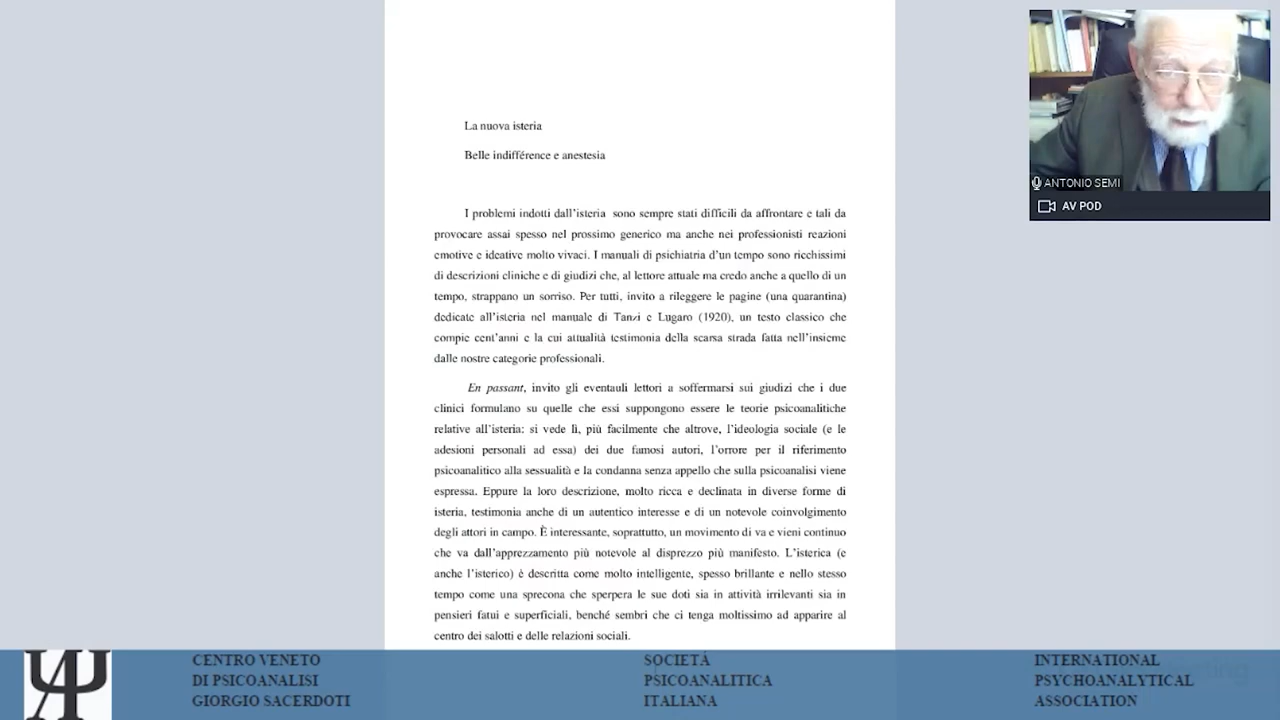 La nuova isteria
Belle indifférence e anestesia
I problemi indotti dall'isteria sono sempre stati difficili da affrontare e tali da
provocare assai spesso nel prossimo generico ma anche nei professionisti reazioni
emotive e ideative molto vivaci. I manuali di psichiatria d'un tempo sono ricchissimi
di descrizioni cliniche e di giudizi che, al lettore attuale ma credo anche a quello di un
tempo, strappano un sorriso. Per tutti, invito a rileggere le pagine (una quarantina)
dedicate all'isteria nel manuale di Tanzi e Lugaro (1920), un testo classico che
compie cent'anni e la cui attualità testimonia della scarsa strada fatta nell'insieme
dalle nostre categorie professionali.
En passant, invito gli eventauli lettori a soffermarsi sui giudizi che i due
clinici formulano su quelle che essi suppongono essere le teorie psicoanalitiche
relative all'isteria: si vede lì, più facilmente che altrove, l'ideologia sociale (e le
adesioni personali ad essa) dei due famosi autori, l'orrore per il riferimento
psicoanalitico alla sessualità e la condanna senza appello che sulla psicoanalisi viene
espressa. Eppure la loro descrizione, molto ricca e declinata in diverse forme di
isteria, testimonia anche di un autentico interesse e di un notevole coinvolgimento
degli attori in campo. È interessante, soprattutto, un movimento di va e vieni continuo
che va dall'apprezzamento più notevole al disprezzo più manifesto. L'isterica (e
anche l'isterico) è descritta come molto intelligente, spesso brillante e nello stesso
tempo come una sprecona che sperpera le sue doti sia in attività irrilevanti sia in
pensieri fatui e superficiali, benché sembri che ci tenga moltissimo ad apparire al
centro dei salotti e delle relazioni sociali.
ANTONIO SEMI
AV POD
CENTRO VENETO
DI PSICOANALISI
GIORGIO SACERDOTI
SOCIETÀ
PSICOANALITICA
ITALIANA
INTERNATIONAL
PSYCHOANALYTICAL
ASSOCIATION